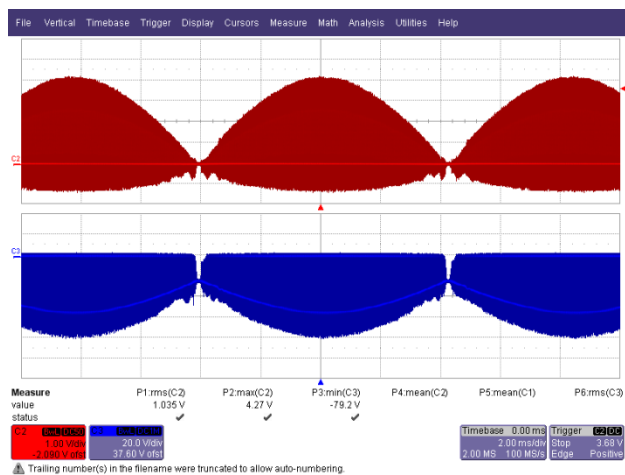 File Vertical Timebase Trigger Display Cursors Measure Math Analysis Utilities Help
C2
C3
Measure P1:rms(C2) P2:max(C2) P3:min(C3) P4:mean(C2) P5:mean(C1) P6:rms(C3)
value 1.035 V 4.27 V -79.2 V
status
C2 BwL DC50
1.00 V/div
-2.090 V ofst
20.0 V/div
37.60 V ofst
Timebase 0.00 ms
2.00 ms/div
2.00 MS 100 MS/s
Trigger C2 DC
Stop 3.68 V
Edge Positive
Trailing number(s) in the filename were truncated to allow auto-numbering.